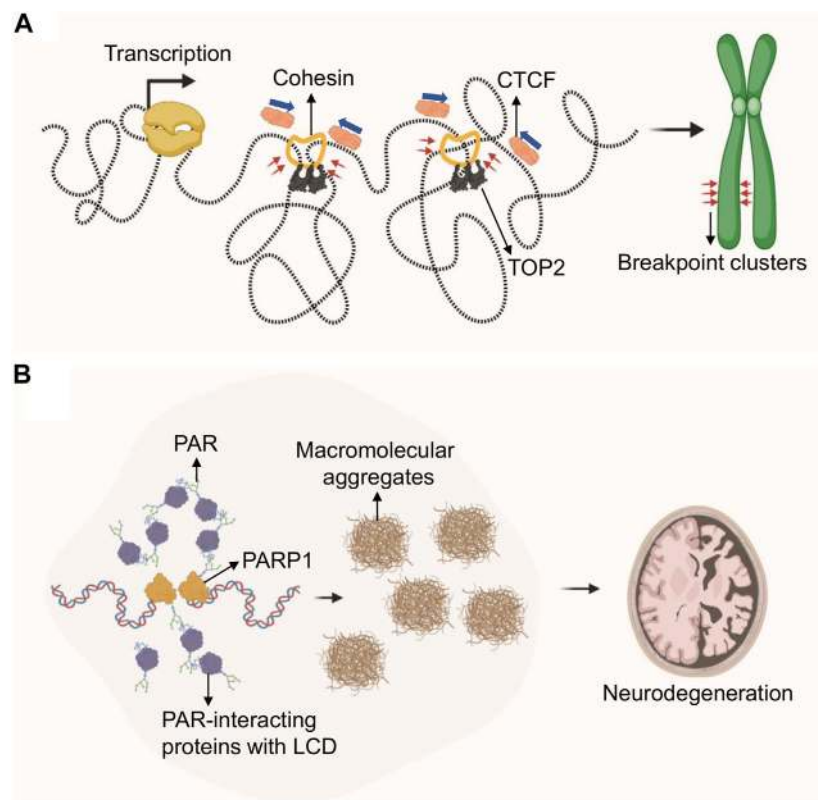 A
Transcription
Cohesin
CTCF
TOP2
Breakpoint clusters
B
PAR
Macromolecular
aggregates
PARP1
PAR-interacting
proteins with LCD
Neurodegeneration